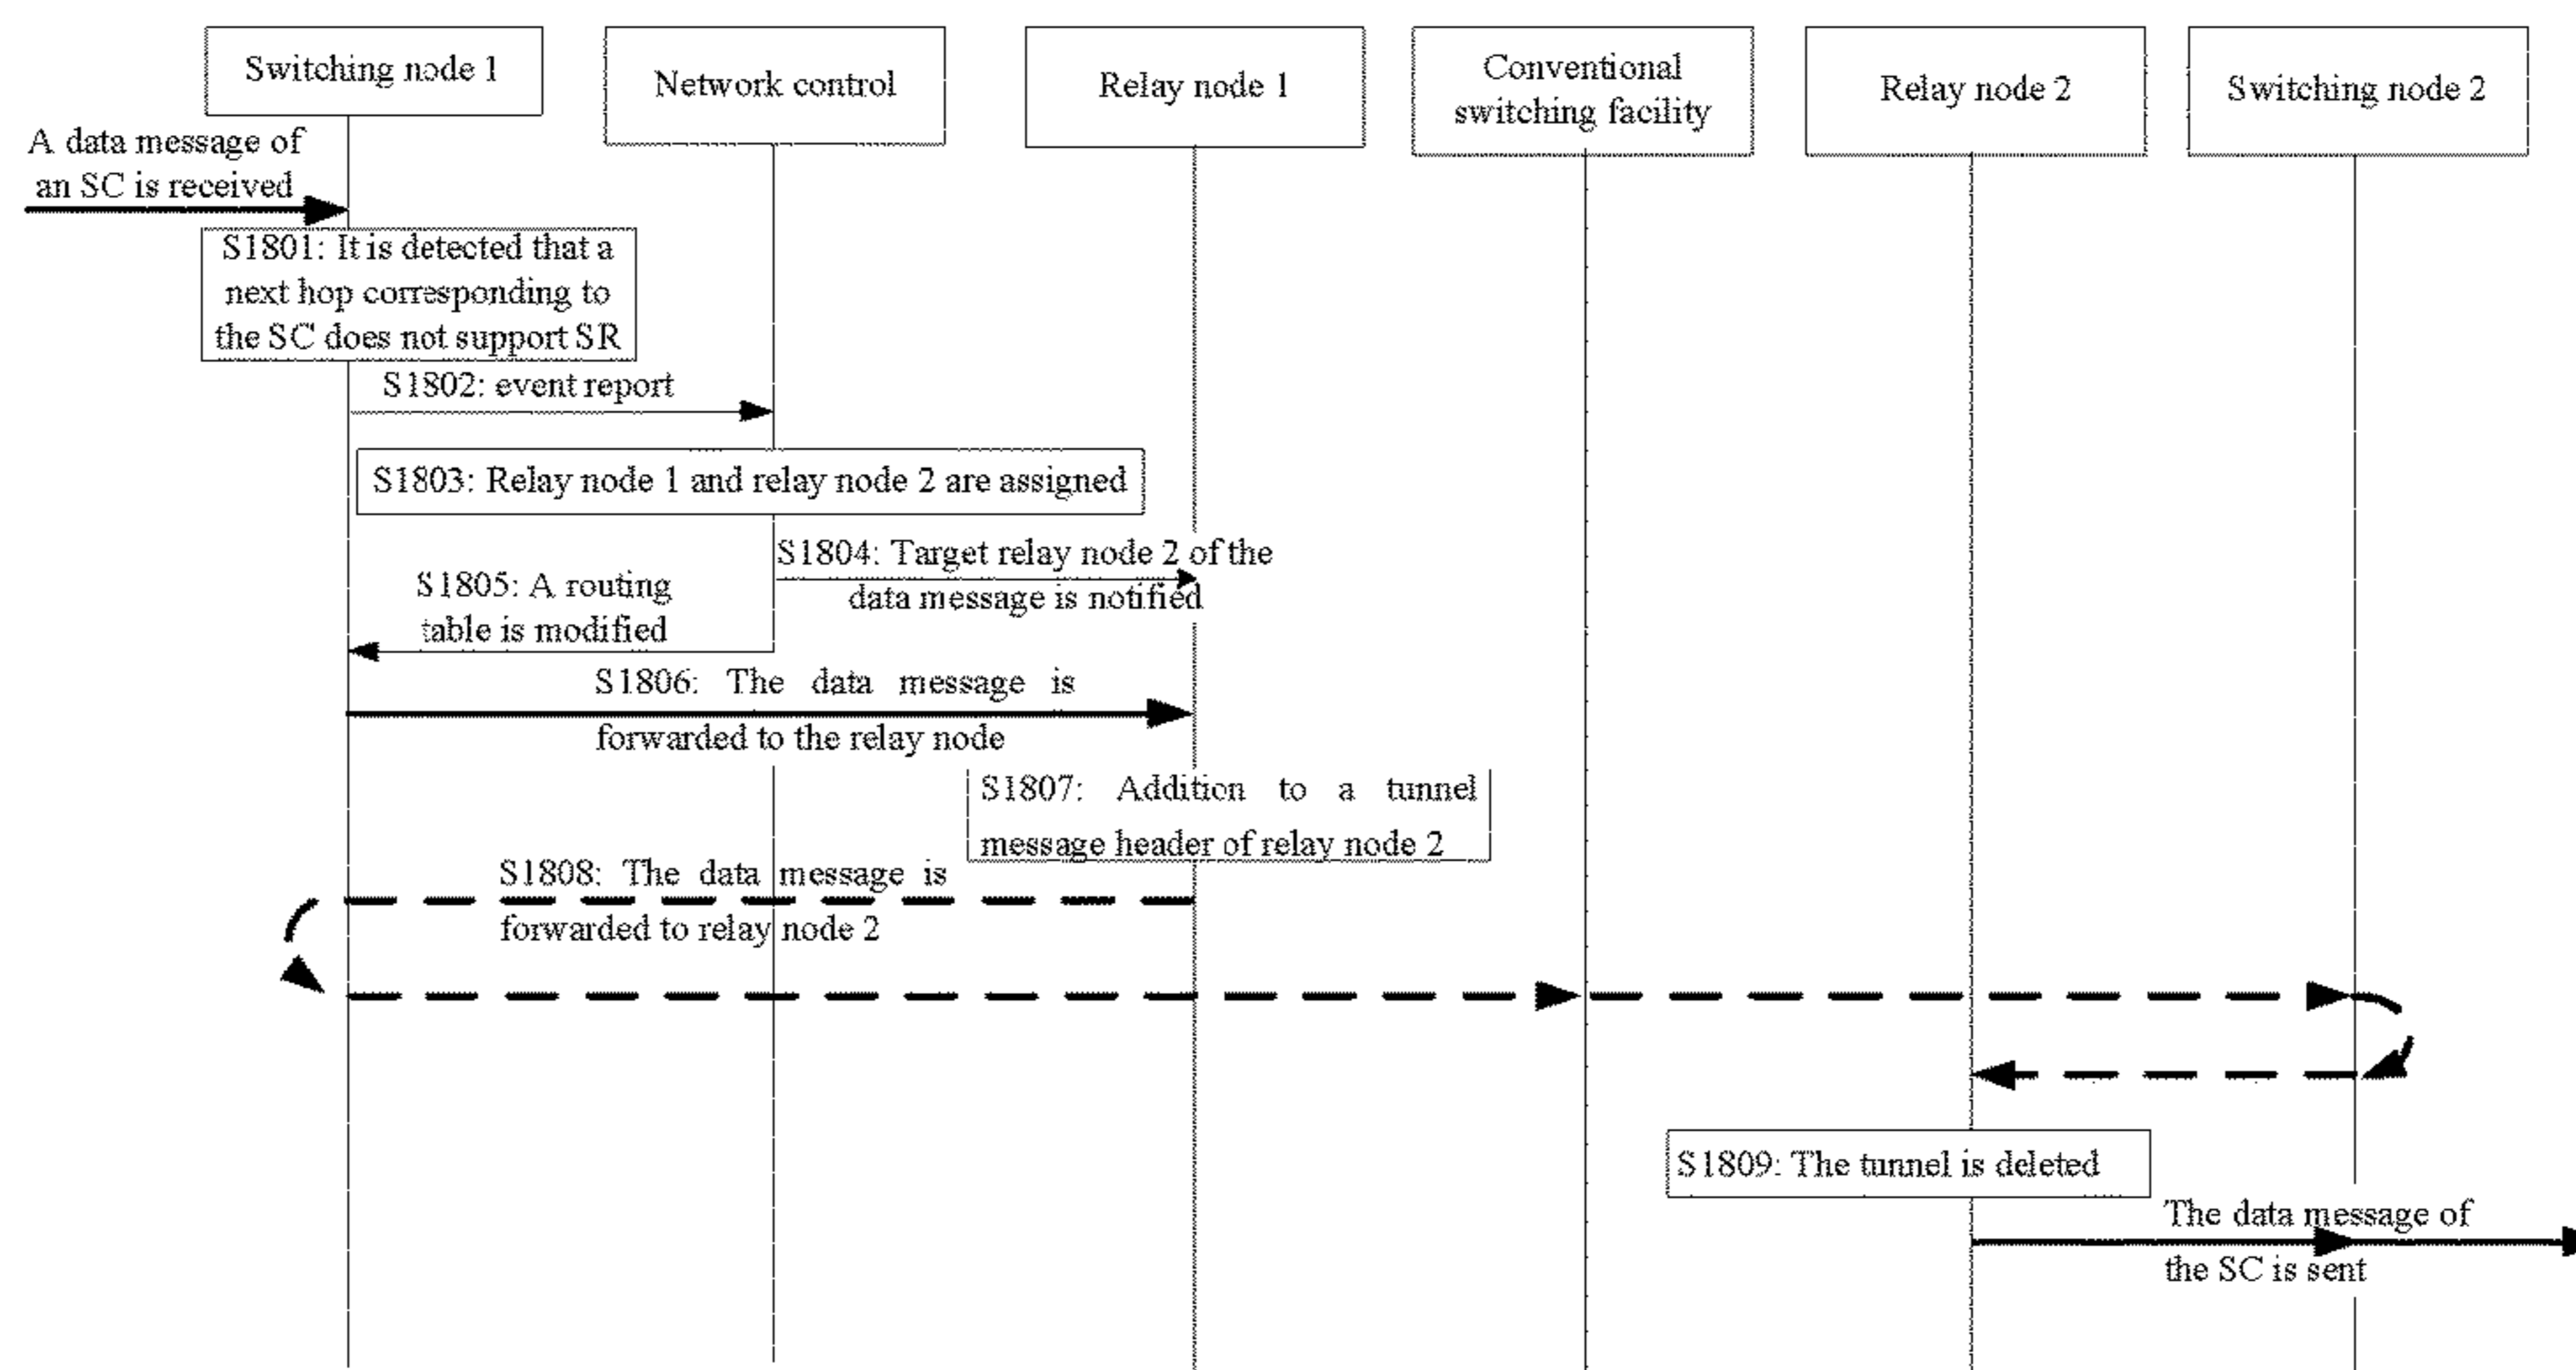 Switching node 1
Network control
Relay node 1
Conventional
switching facility
Relay node 2
Switching node 2
A data message of
an SC is received
S1801: It is detected that a
next hop corresponding to
the SC does not support SR
S1802: event report
S1803: Relay node 1 and relay node 2 are assigned
S1804: Target relay node 2 of the
data message is notified
S1805: A routing
table is modified
S1806: The data message is
forwarded to the relay node
S1807: Addition to a tunnel
message header of relay node 2
S1808: The data message is
forwarded to relay node 2
S1809: The tunnel is deleted
The data message of
the SC is sent